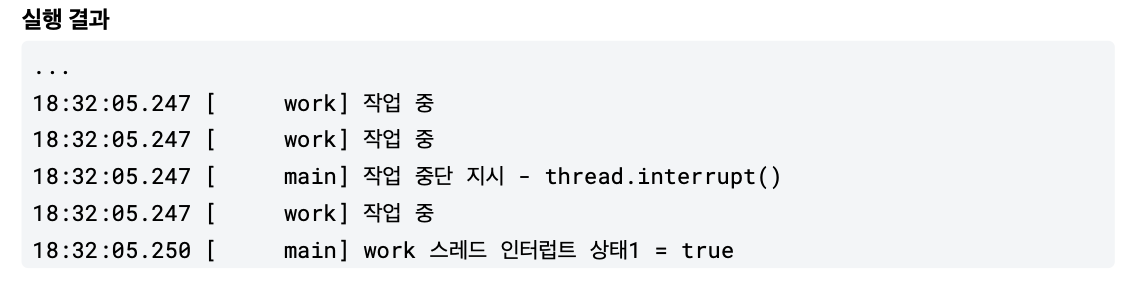 실행 결과
...
18:32:05.247 [     work] 작업 중
18:32:05.247 [     work] 작업 중
18:32:05.247 [     main] 작업 중단 지시 - thread.interrupt()
18:32:05.247 [     work] 작업 중
18:32:05.250 [     main] work 스레드 인터럽트 상태1 = true